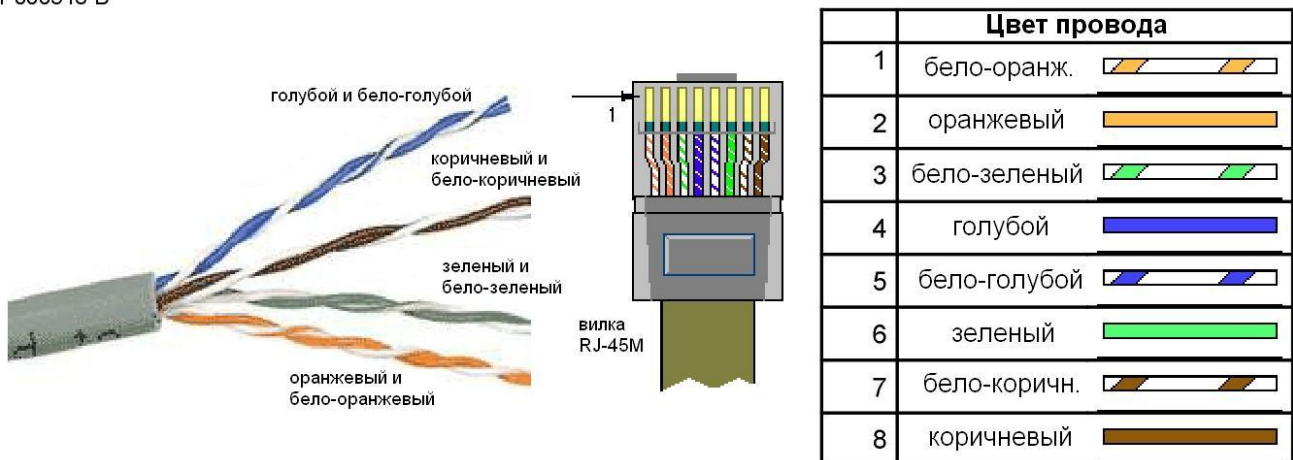 голубой и бело-голубой
коричневый и
бело-коричневый
зеленый и
бело-зеленый
оранжевый и
бело-оранжевый
1
вилка
RJ-45M
Цвет провода
1 бело-оранж.
2 оранжевый
3 бело-зеленый
4 голубой
5 бело-голубой
6 зеленый
7 бело-коричн.
8 коричневый